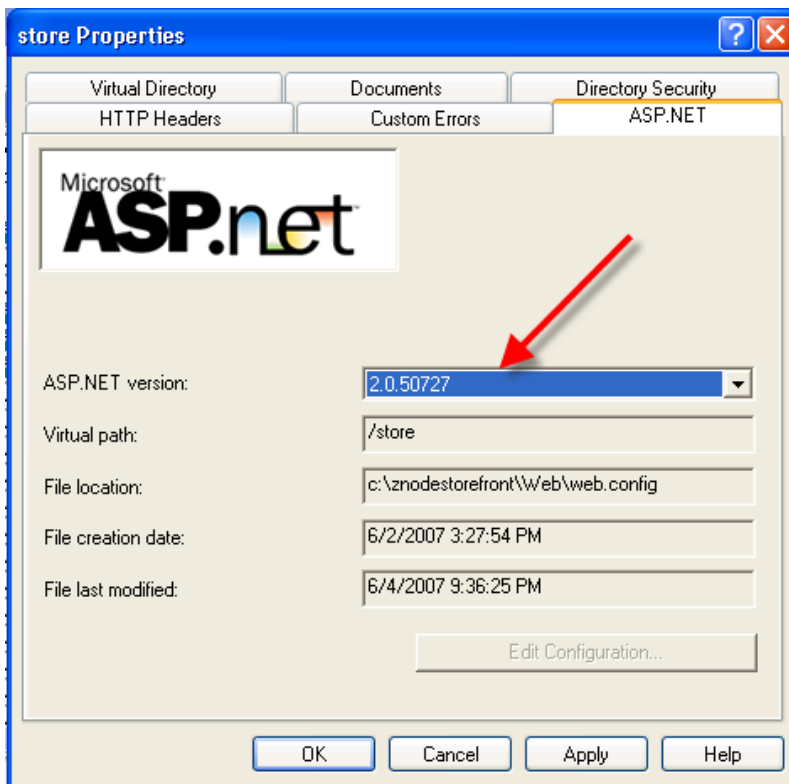 store Properties
Virtual Directory
Documents
Directory Security
HTTP Headers
Custom Errors
ASP.NET
Microsoft
ASP.net
ASP.NET version:
2.0.50727
Virtual path:
/store
File location:
c:\znodestorefront\Web\web.config
File creation date:
6/2/2007 3:27:54 PM
File last modified:
6/4/2007 9:36:25 PM
Edit Configuration...
OK
Cancel
Apply
Help